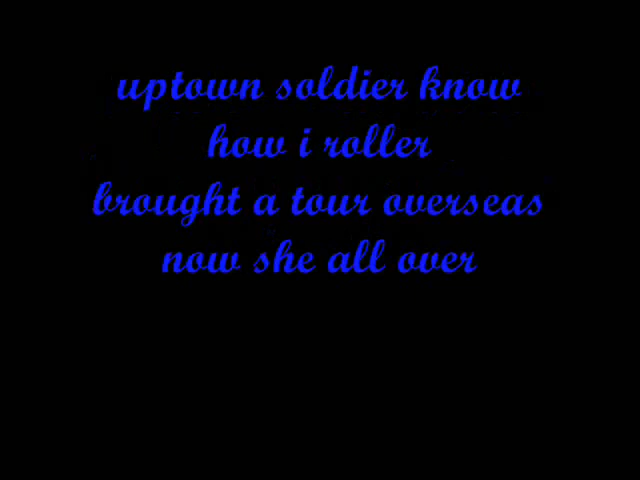 uptown soldier know
how i roller
brought a tour overseas
now she all over